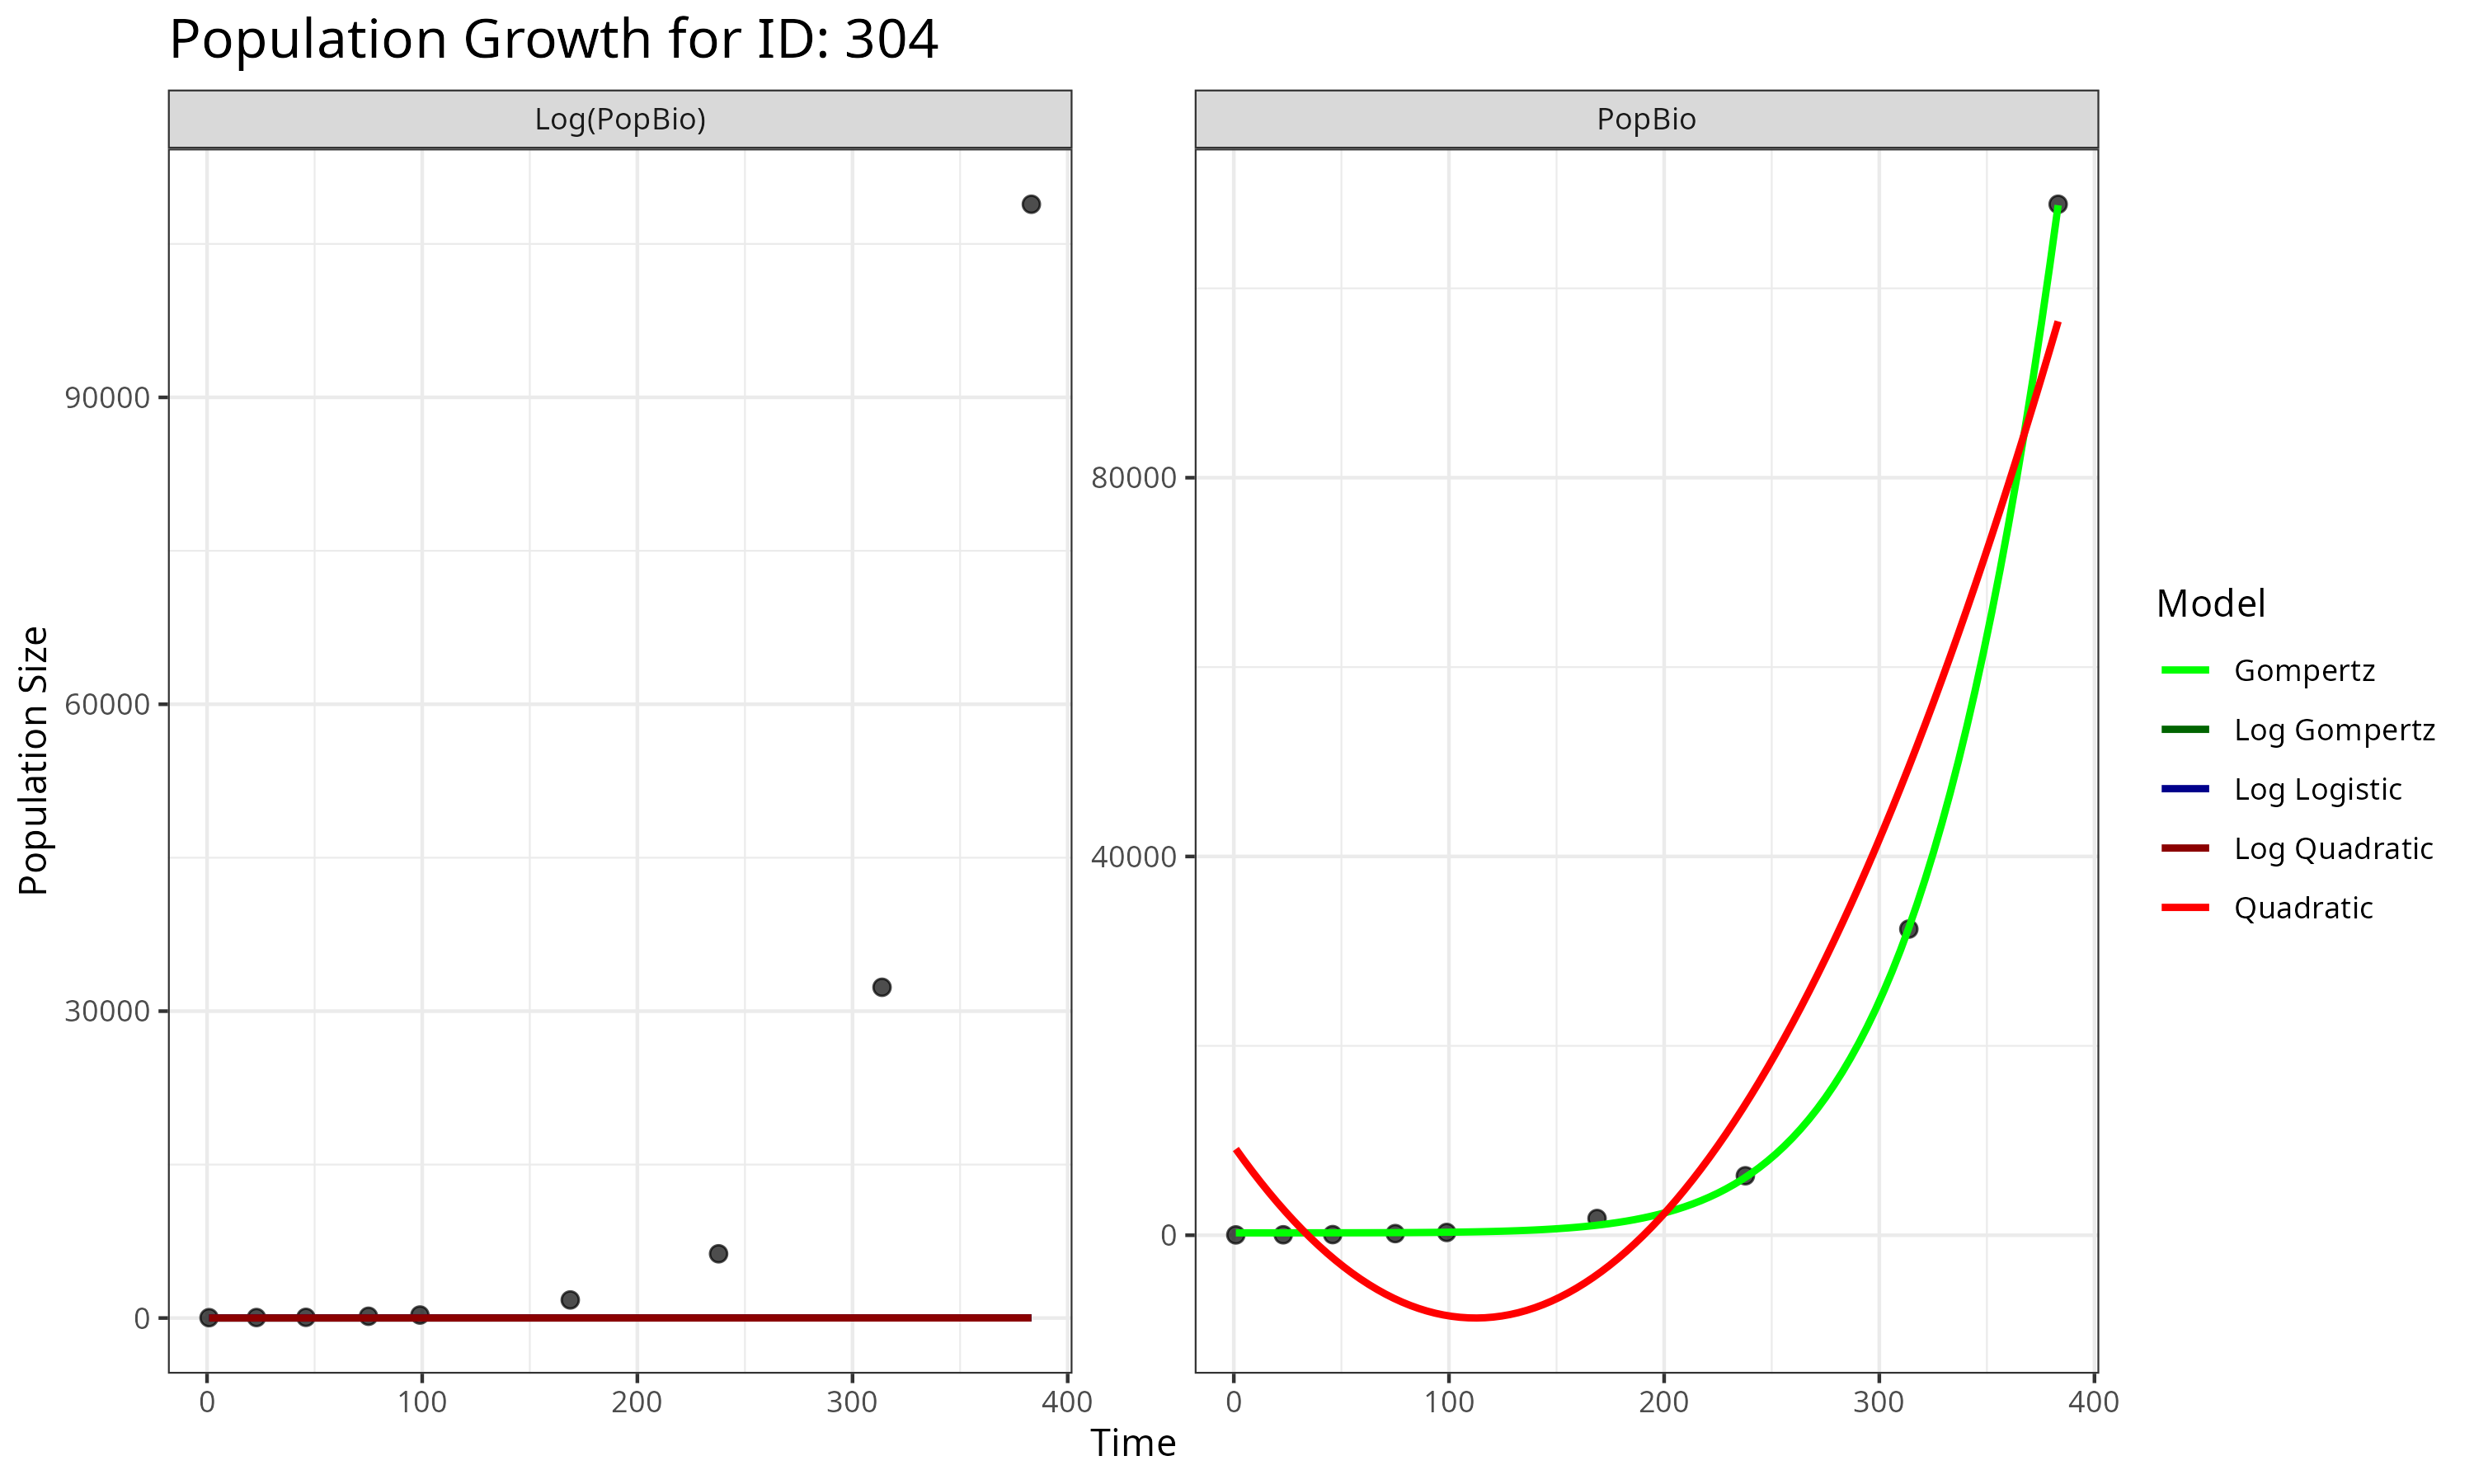 Population Growth for ID: 304
Log(PopBio)
PopBio
Population Size
90000
60000
30000
0
80000
40000
0
0 100 200 300 400
0 100 200 300 400
Time
Model
Gompertz
Log Gompertz
Log Logistic
Log Quadratic
Quadratic